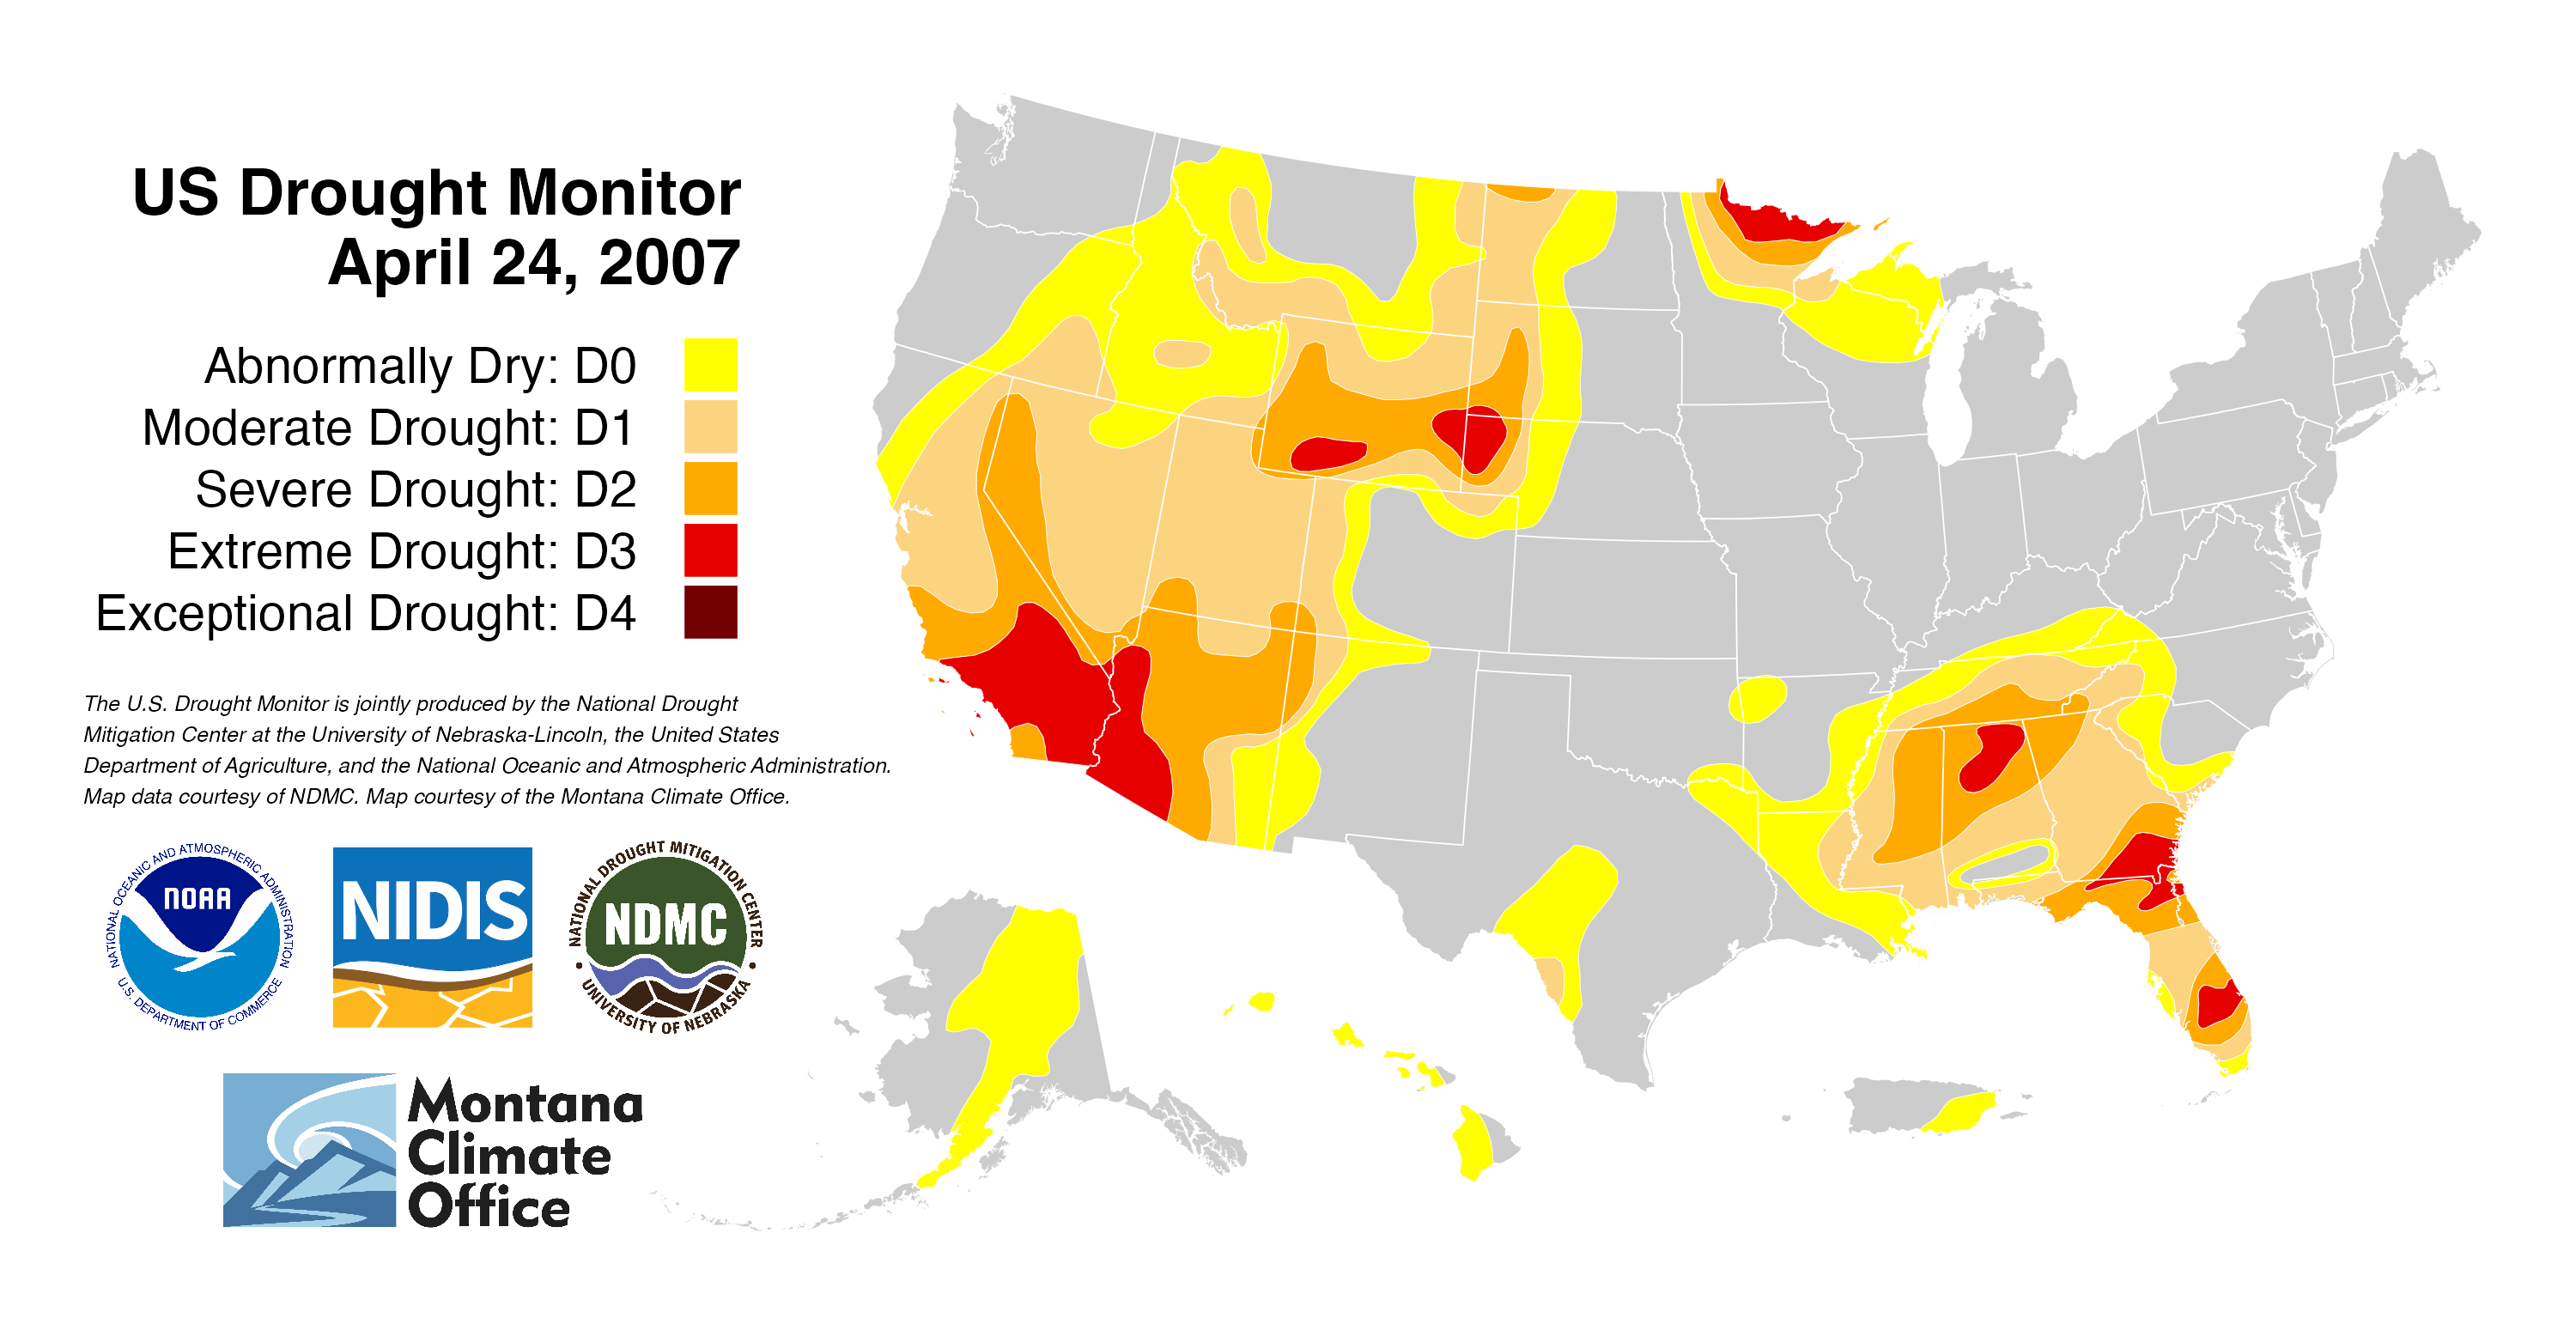 US Drought Monitor
April 24, 2007
Abnormally Dry: D0
Moderate Drought: D1
Severe Drought: D2
Extreme Drought: D3
Exceptional Drought: D4
The U.S. Drought Monitor is jointly produced by the National Drought
Mitigation Center at the University of Nebraska-Lincoln, the United States
Department of Agriculture, and the National Oceanic and Atmospheric Administration.
Map data courtesy of NDMC. Map courtesy of the Montana Climate Office.
NATIONAL OCEANIC AND ATMOSPHERIC ADMINISTRATION
NOAA
U.S. DEPARTMENT OF COMMERCE
NIDIS
NATIONAL DROUGHT MITIGATION CENTER
NDMC
UNIVERSITY OF NEBRASKA
Montana
Climate
Office